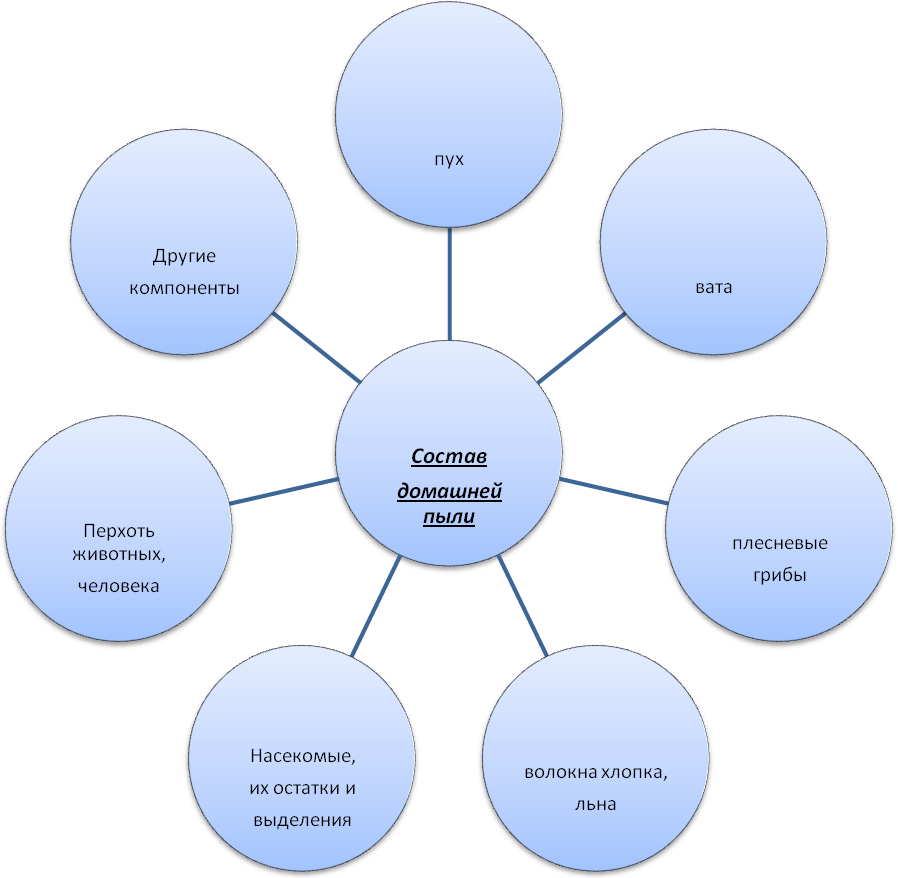 пух
вата
Другие
компоненты
Состав
домашней
пыли
плесневые
грибы
Перхоть
животных,
человека
Насекомые,
их остатки и
выделения
волокна хлопка,
льна